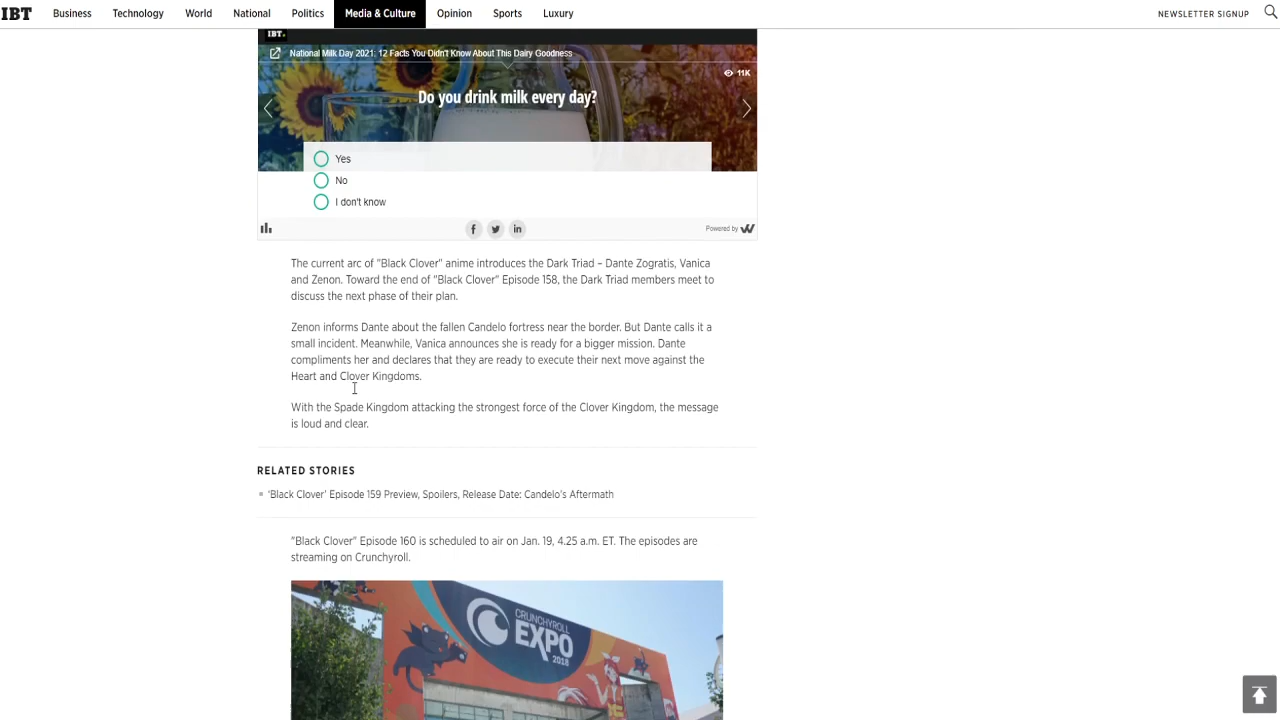 IBT Business Technology World National Politics Media & Culture Opinion Sports Luxury NEWSLETTER SIGNUP
IBT.
National Milk Day 2021: 12 Facts You Didn't Know About This Dairy Goodness
11K
Do you drink milk every day?
Yes
No
I don't know
Powered by
The current arc of "Black Clover" anime introduces the Dark Triad – Dante Zogratis, Vanica
and Zenon. Toward the end of "Black Clover" Episode 158, the Dark Triad members meet to
discuss the next phase of their plan.
Zenon informs Dante about the fallen Candelo fortress near the border. But Dante calls it a
small incident. Meanwhile, Vanica announces she is ready for a bigger mission. Dante
compliments her and declares that they are ready to execute their next move against the
Heart and Clover Kingdoms.
With the Spade Kingdom attacking the strongest force of the Clover Kingdom, the message
is loud and clear.
RELATED STORIES
'Black Clover' Episode 159 Preview, Spoilers, Release Date: Candelo's Aftermath
"Black Clover" Episode 160 is scheduled to air on Jan. 19, 4.25 a.m. ET. The episodes are
streaming on Crunchyroll.
CRUNCHYROLL
EXPO
2018